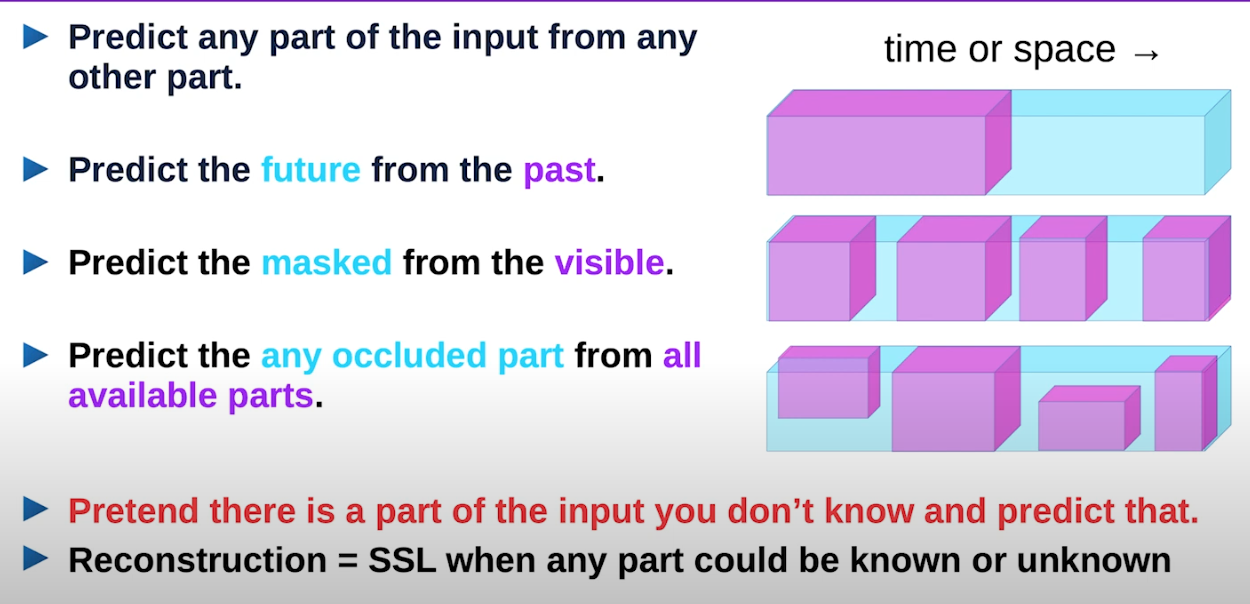 Predict any part of the input from any
other part.
time or space →
Predict the future from the past.
Predict the masked from the visible.
Predict the any occluded part from all
available parts.
Pretend there is a part of the input you don’t know and predict that.
Reconstruction = SSL when any part could be known or unknown